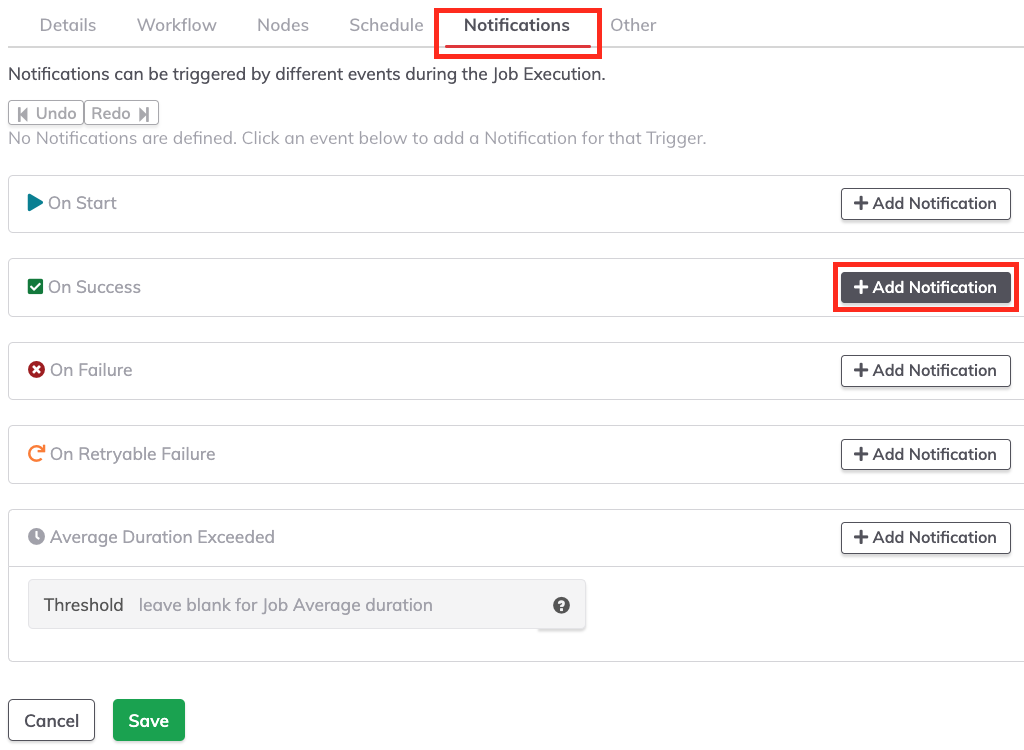 Details Workflow Nodes Schedule Notifications Other
Notifications can be triggered by different events during the Job Execution.
Undo Redo
No Notifications are defined. Click an event below to add a Notification for that Trigger.
On Start + Add Notification
On Success + Add Notification
On Failure + Add Notification
On Retryable Failure + Add Notification
Average Duration Exceeded + Add Notification
Threshold leave blank for Job Average duration ?
Cancel Save